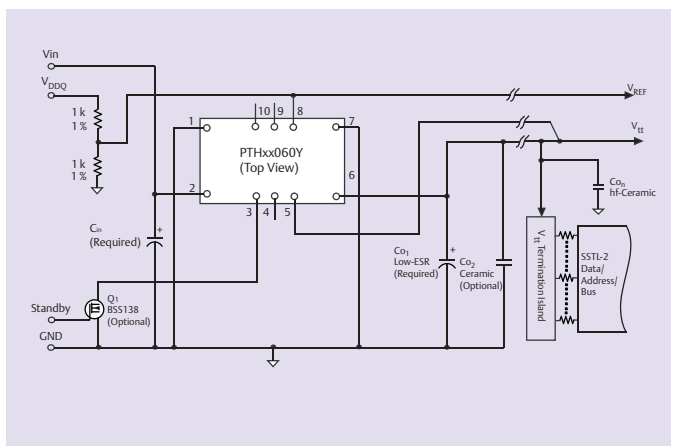 Vin
VDDQ
1 k
1 %
1 k
1 %
VREF
Vtt
10 9 8
1
7
PTHxx060Y
(Top View)
2
6
3 4 5
Con
hf-Ceramic
Cin
(Required)
+
Co1
Low-ESR
(Required)
+
Co2
Ceramic
(Optional)
Vtt Termination Island
SSTL-2
Data/
Address/
Bus
Standby
Q1
BSS138
(Optional)
GND